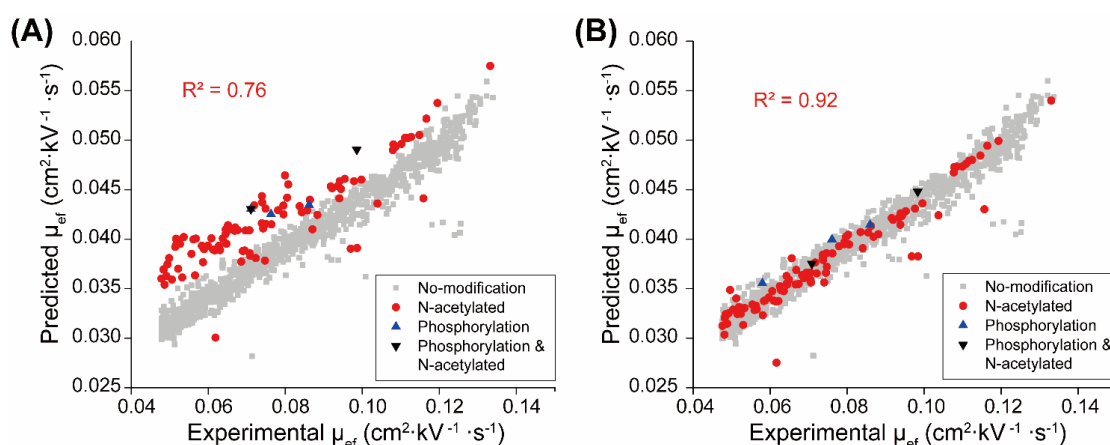 (A)
0.060
0.055
0.050
0.045
0.040
0.035
0.030
0.025
Predicted μef (cm²·kV⁻¹·s⁻¹)
R² = 0.76
No-modification
N-acetylated
Phosphorylation
Phosphorylation &
N-acetylated
0.04 0.06 0.08 0.10 0.12 0.14
Experimental μef (cm²·kV⁻¹·s⁻¹)
(B)
0.060
0.055
0.050
0.045
0.040
0.035
0.030
0.025
Predicted μef (cm²·kV⁻¹·s⁻¹)
R² = 0.92
No-modification
N-acetylated
Phosphorylation
Phosphorylation &
N-acetylated
0.04 0.06 0.08 0.10 0.12 0.14
Experimental μef (cm²·kV⁻¹·s⁻¹)